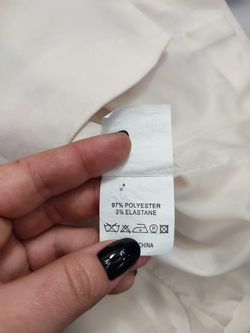 97% POLYESTER
3% ELASTANE
CHINA